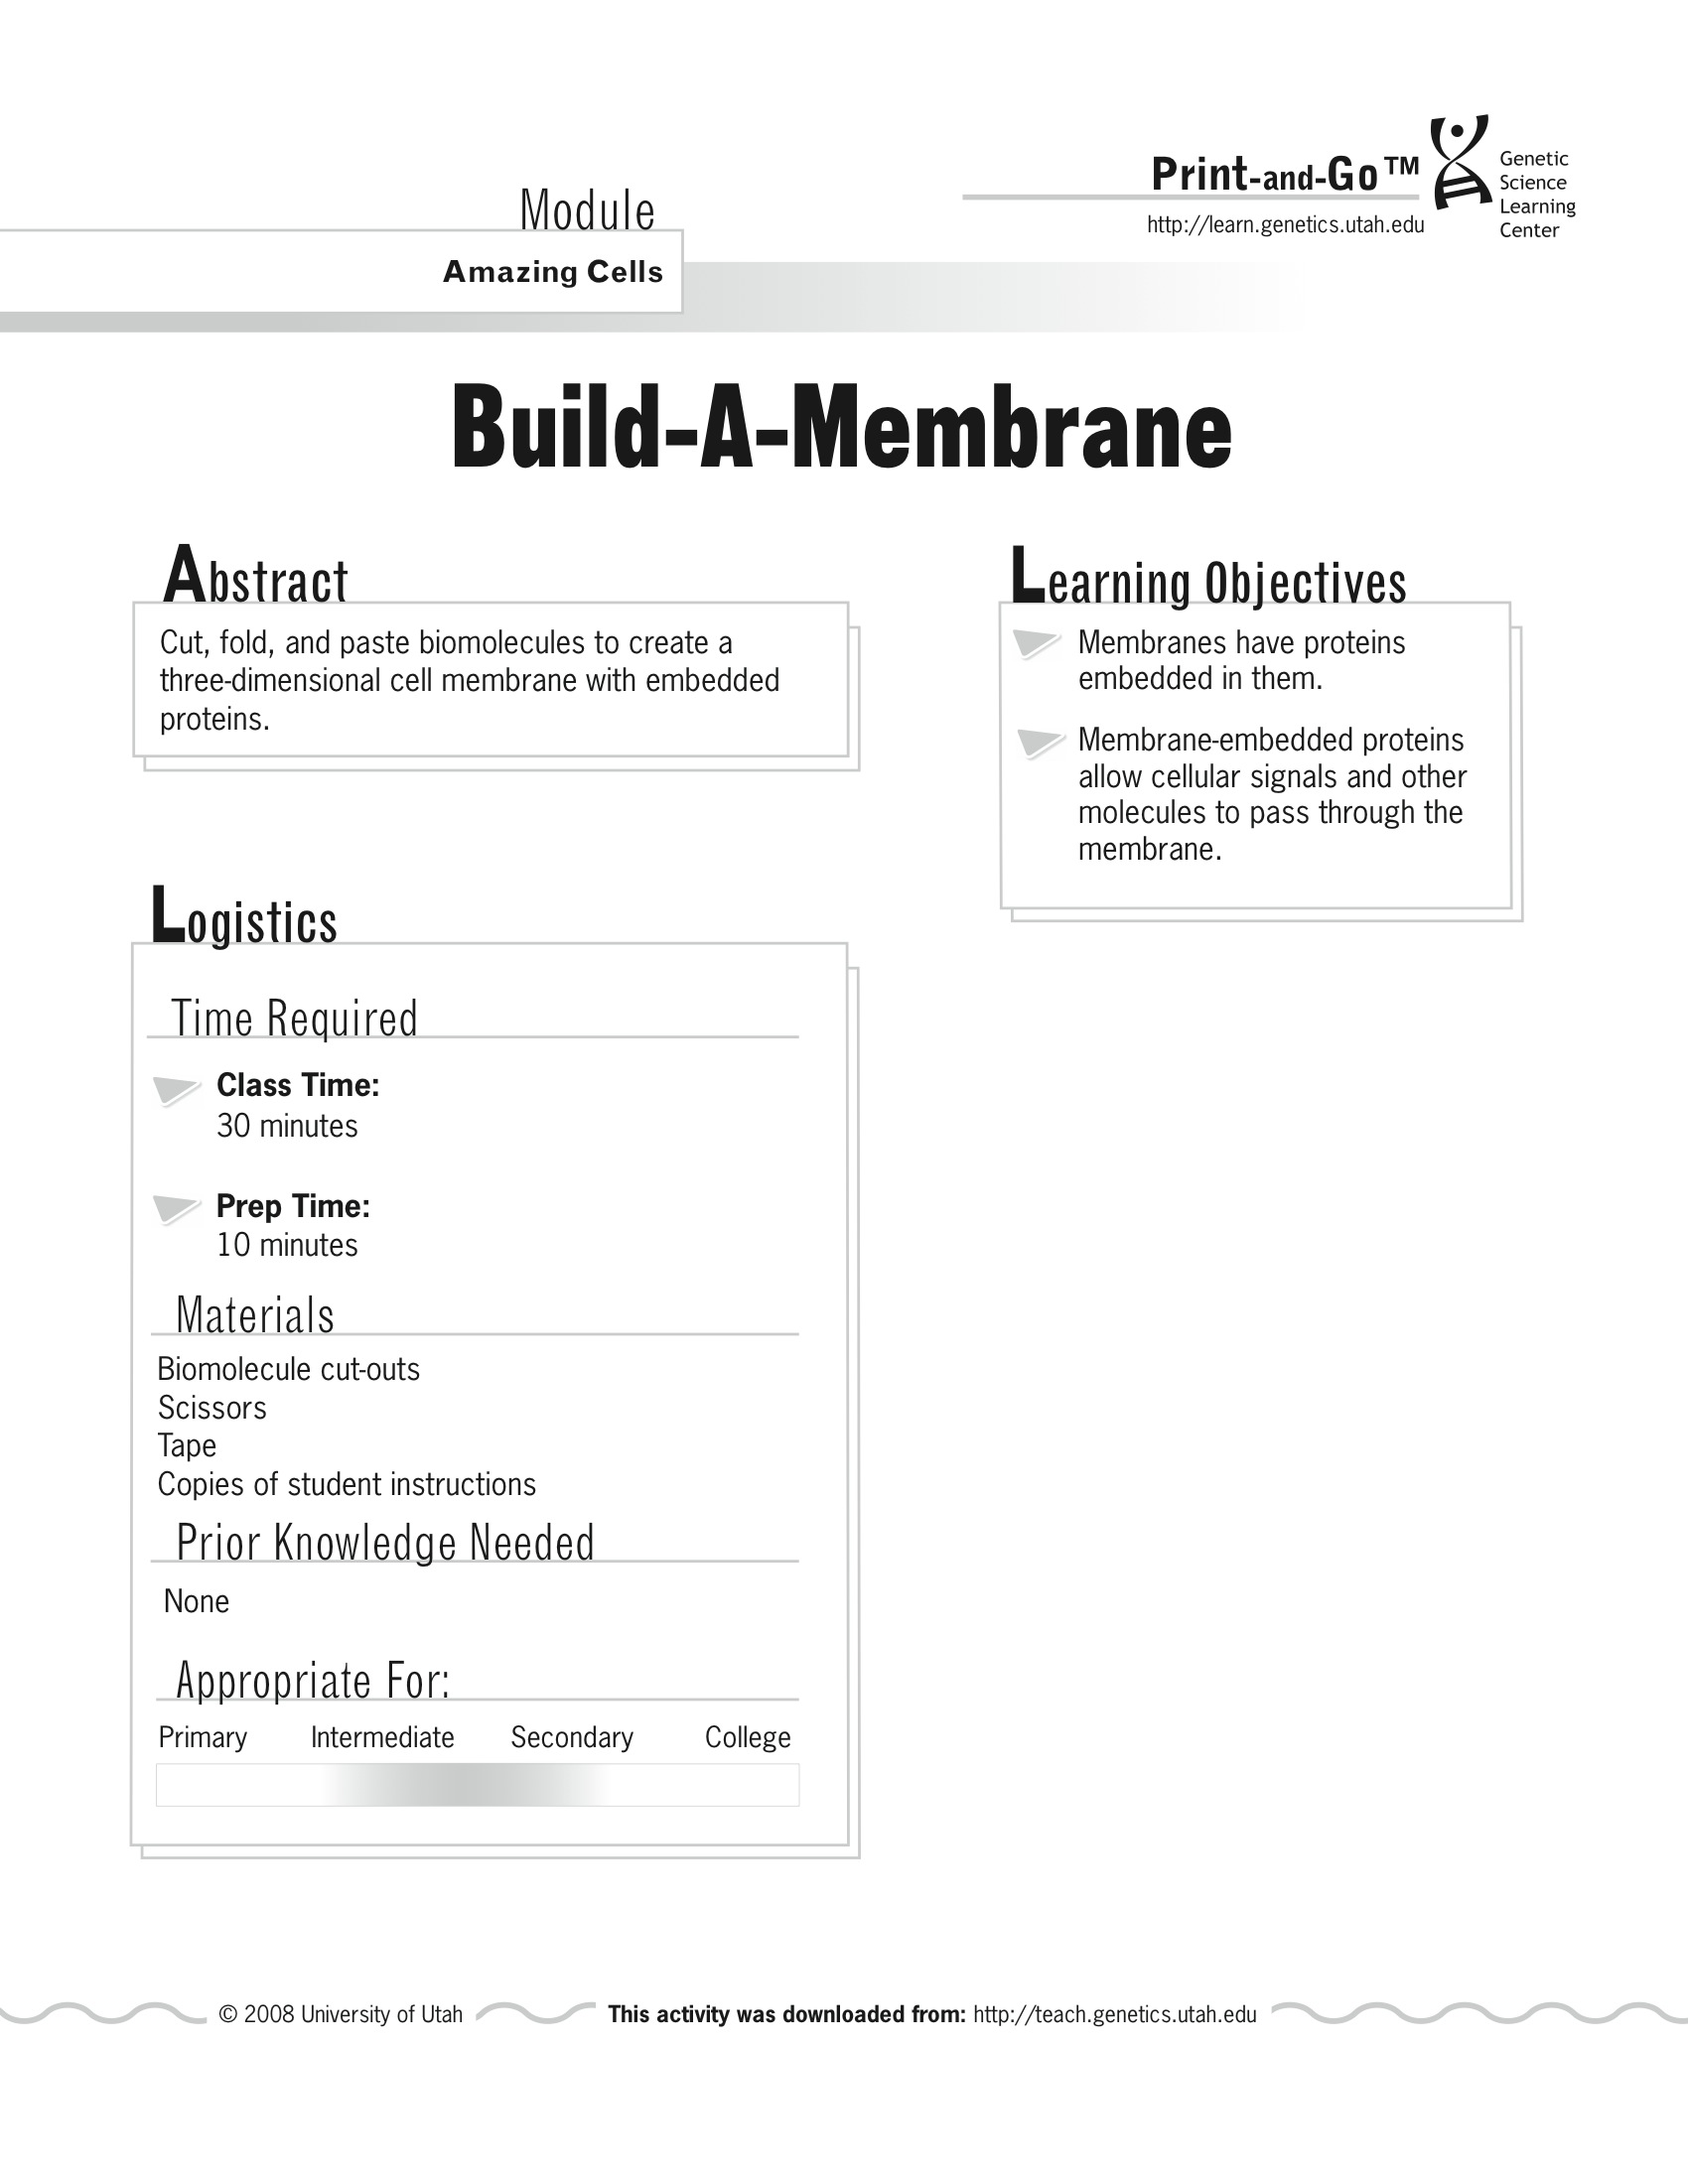 Print-and-Go™
http://learn.genetics.utah.edu
Genetic
Science
Learning
Center
Module
Amazing Cells
Build-A-Membrane
Abstract
Cut, fold, and paste biomolecules to create a
three-dimensional cell membrane with embedded
proteins.
Learning Objectives
Membranes have proteins
embedded in them.
Membrane-embedded proteins
allow cellular signals and other
molecules to pass through the
membrane.
Logistics
Time Required
Class Time:
30 minutes
Prep Time:
10 minutes
Materials
Biomolecule cut-outs
Scissors
Tape
Copies of student instructions
Prior Knowledge Needed
None
Appropriate For:
Primary Intermediate Secondary College
© 2008 University of Utah This activity was downloaded from: http://teach.genetics.utah.edu